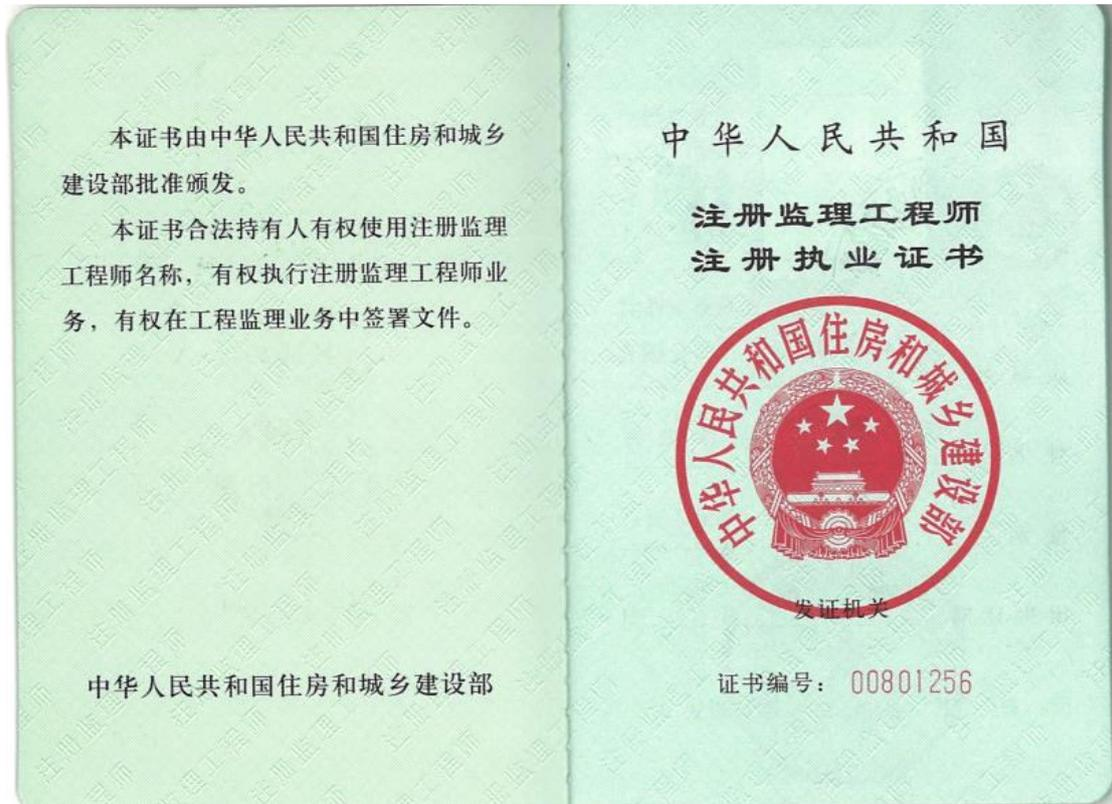 本证书由中华人民共和国住房和城乡
建设部批准颁发。
本证书合法持有人有权使用注册监理
工程师名称，有权执行注册监理工程师业
务，有权在工程监理业务中签署文件。
中华人民共和国住房和城乡建设部
中华人民共和国
注册监理工程师
注册执业证书
中华人民共和国住房和城乡建设部
发证机关
证书编号： 00801256